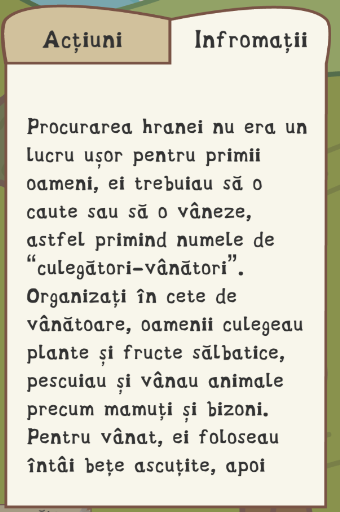 Acțiuni
Infromații
Procurarea hranei nu era un
lucru ușor pentru primii
oameni, ei trebuiau să o
caute sau să o vâneze,
astfel primind numele de
“culegători-vânători”.
Organizați în cete de
vânătoare, oamenii culegeau
plante și fructe sălbatice,
pescuiau și vânau animale
precum mamuți și bizoni.
Pentru vânat, ei foloseau
întâi bețe ascuțite, apoi